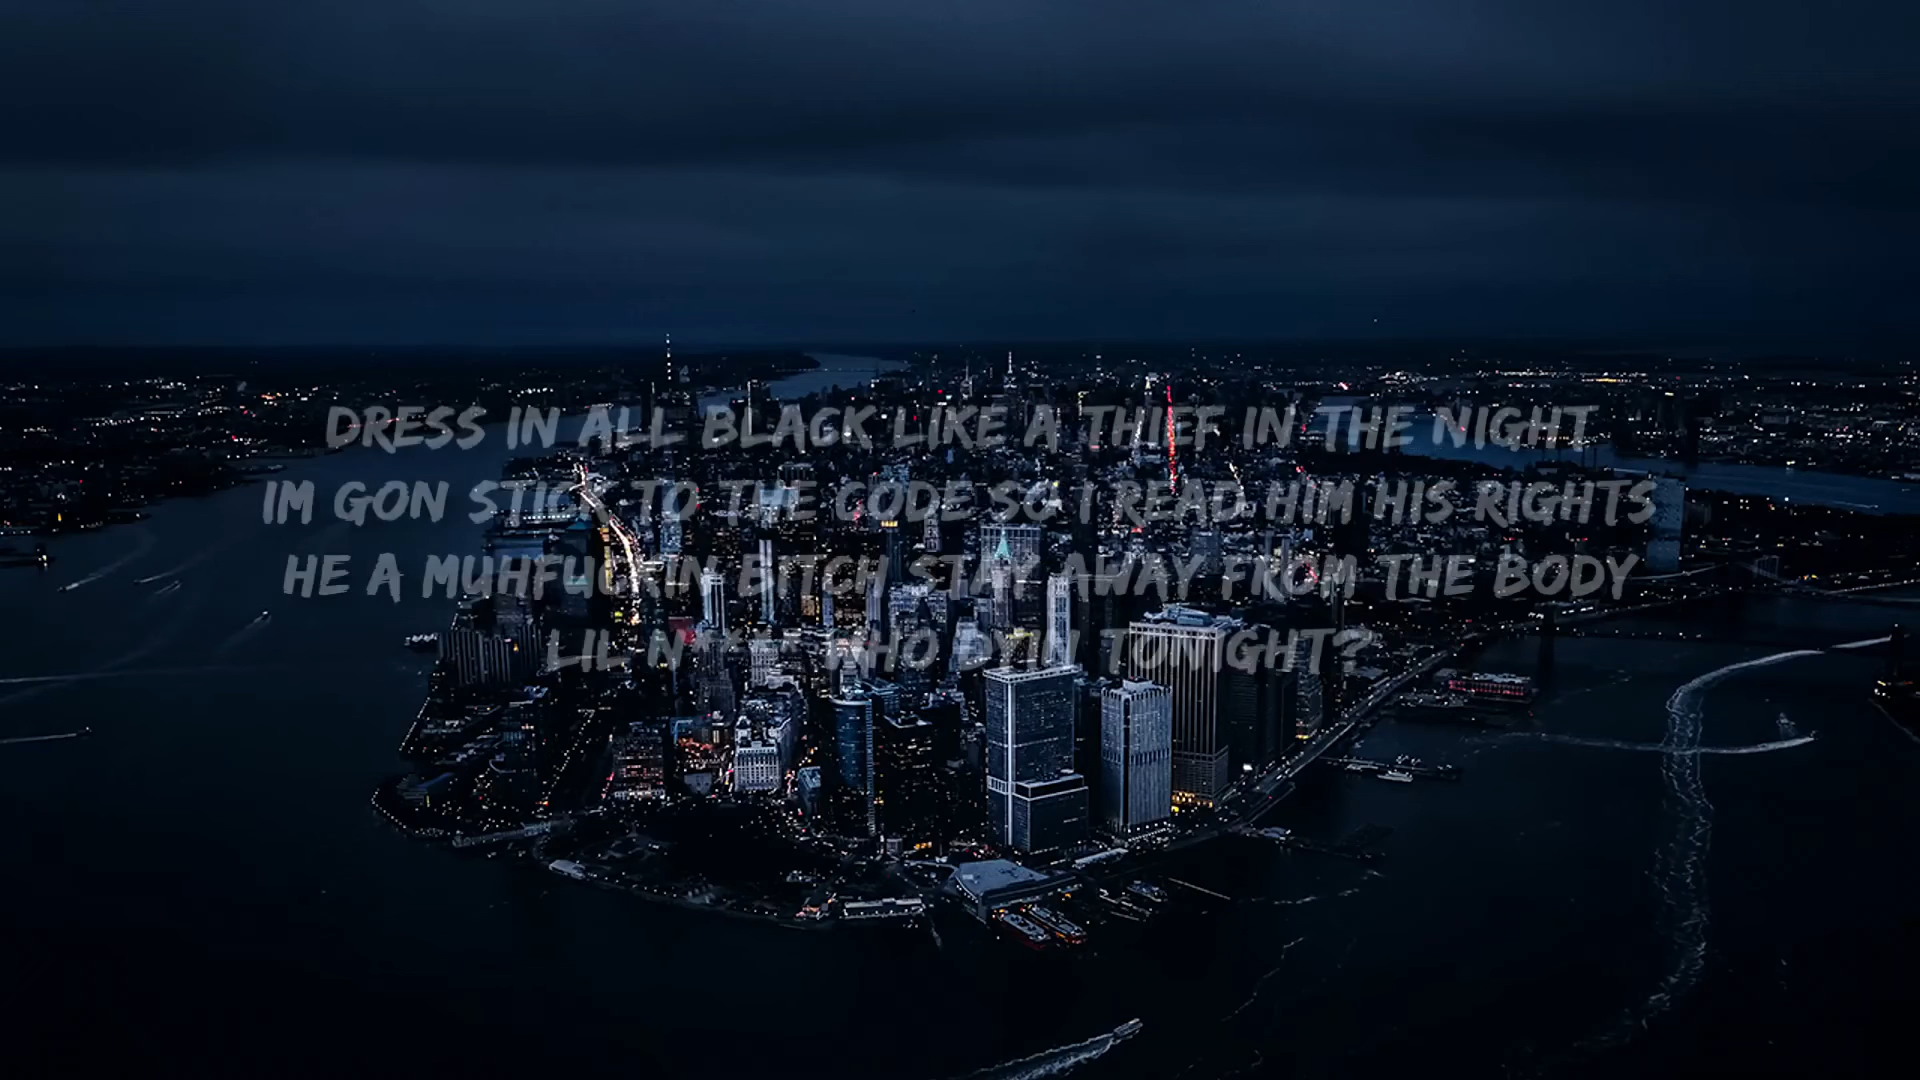 DRESS IN ALL BLACK LIKE A THIEF IN THE NIGHT
IM GON STICK TO THE CODE SO I READ HIM HIS RIGHTS
HE A MUHFUCKIN BITCH STAY AWAY FROM THE BODY
LIL N**** WHO DYIN TONIGHT?